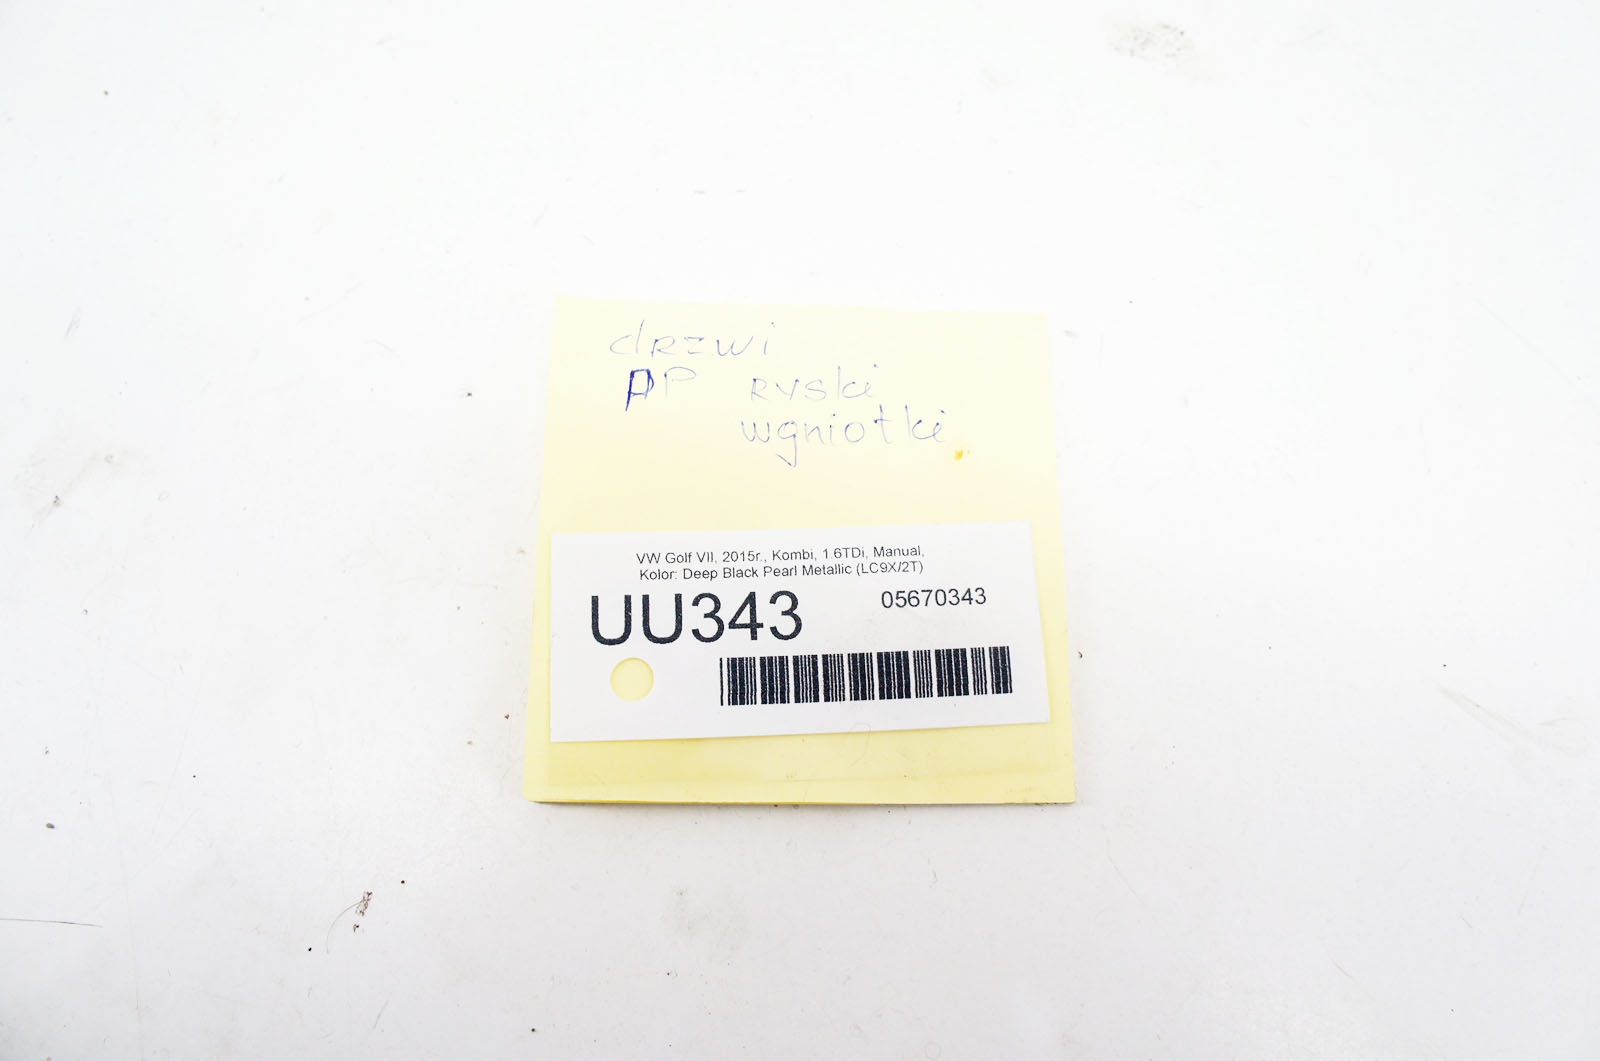 drzwi
PP ryski
wgniotki
VW Golf VII, 2015r., Kombi, 1.6TDi, Manual,
Kolor: Deep Black Pearl Metallic (LC9X/2T)
UU343 05670343